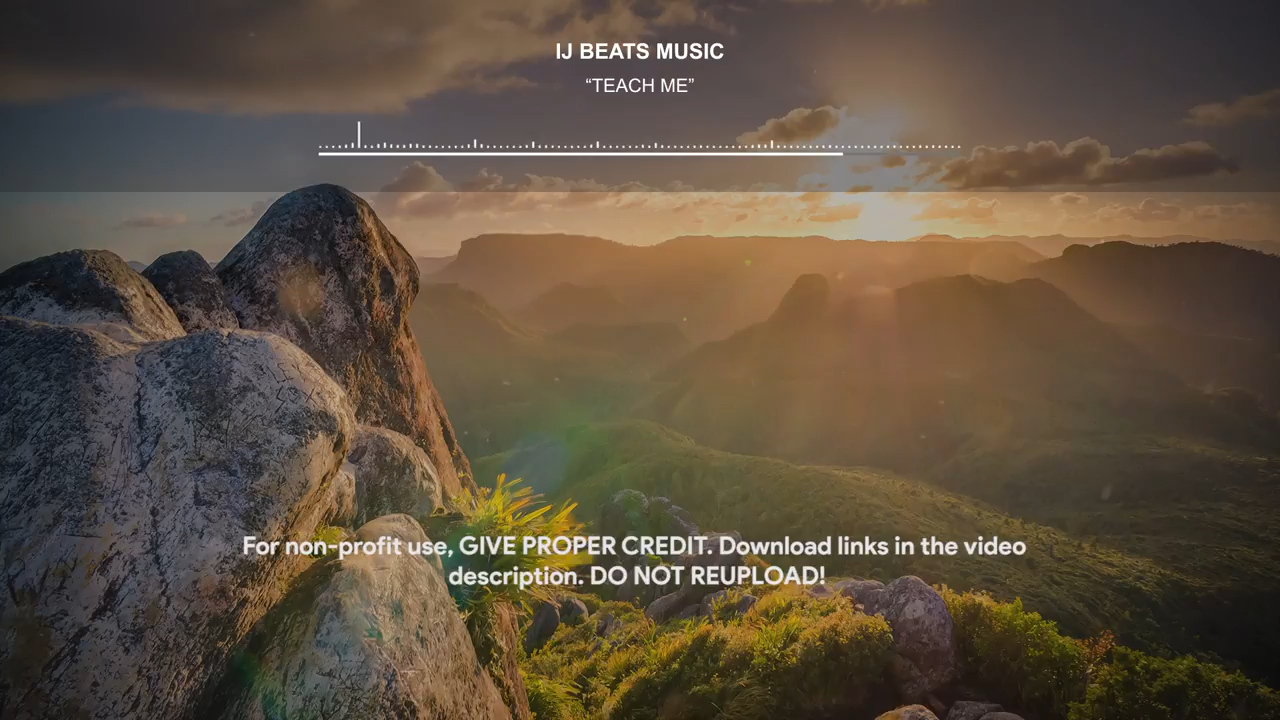 IJ BEATS MUSIC
“TEACH ME”
For non-profit use, GIVE PROPER CREDIT. Download links in the video
description. DO NOT REUPLOAD!